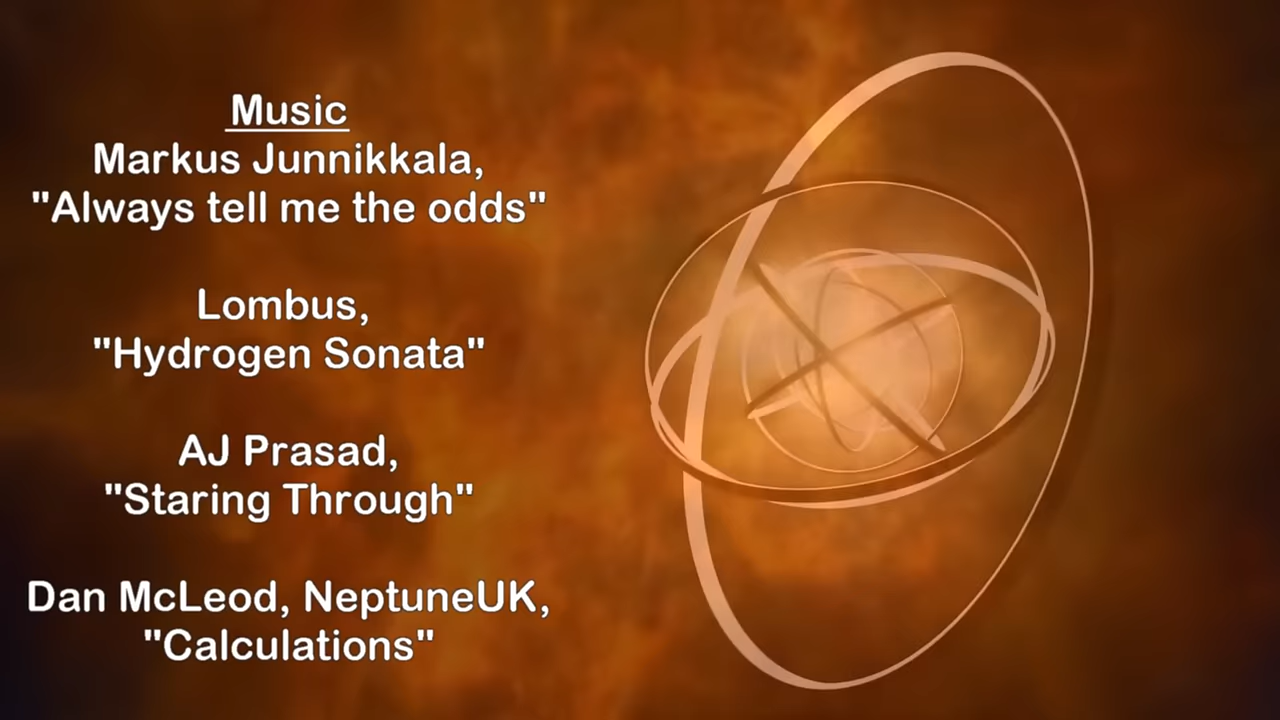 Music
Markus Junnikkala,
"Always tell me the odds"
Lombus,
"Hydrogen Sonata"
AJ Prasad,
"Staring Through"
Dan McLeod, NeptuneUK,
"Calculations"